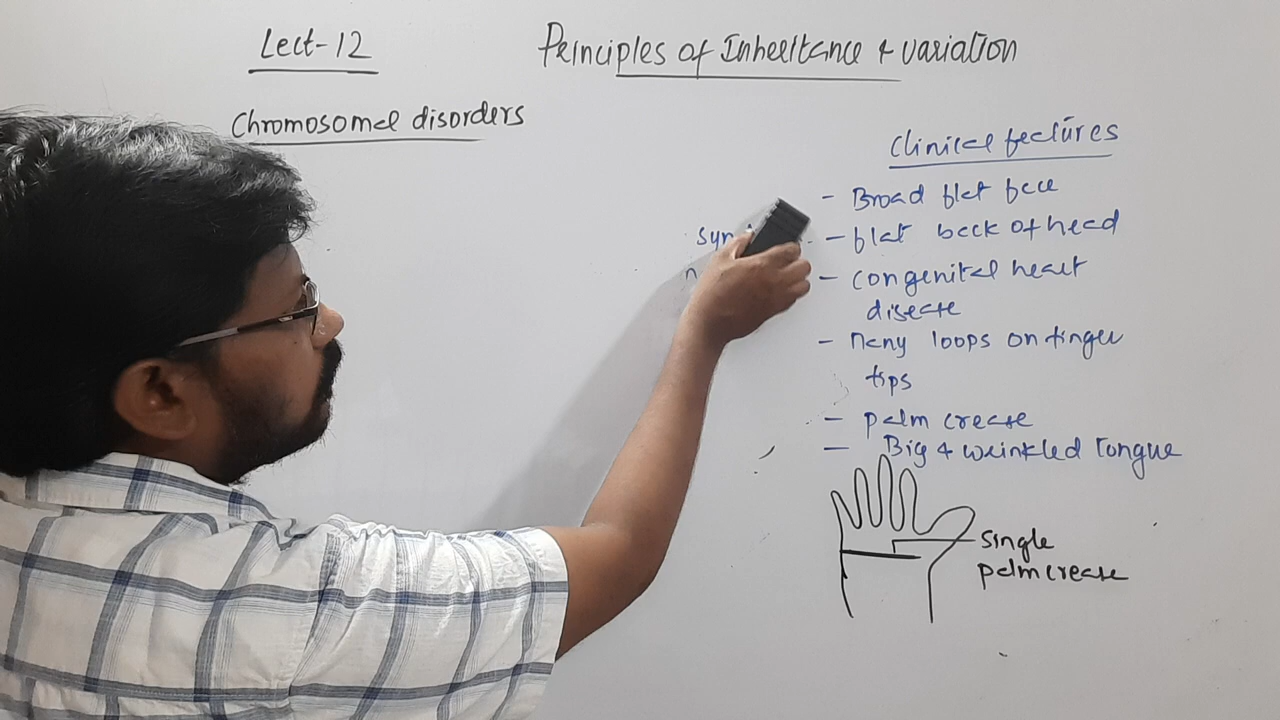 Lect-12
Principles of Inheritance & variation
Chromosomal disorders
Clinical features
- Broad flat face
- flat back of head
- congenital heart
disease
- many loops on finger
tips
- palm crease
- Big & wrinkled tongue
single
palm crease